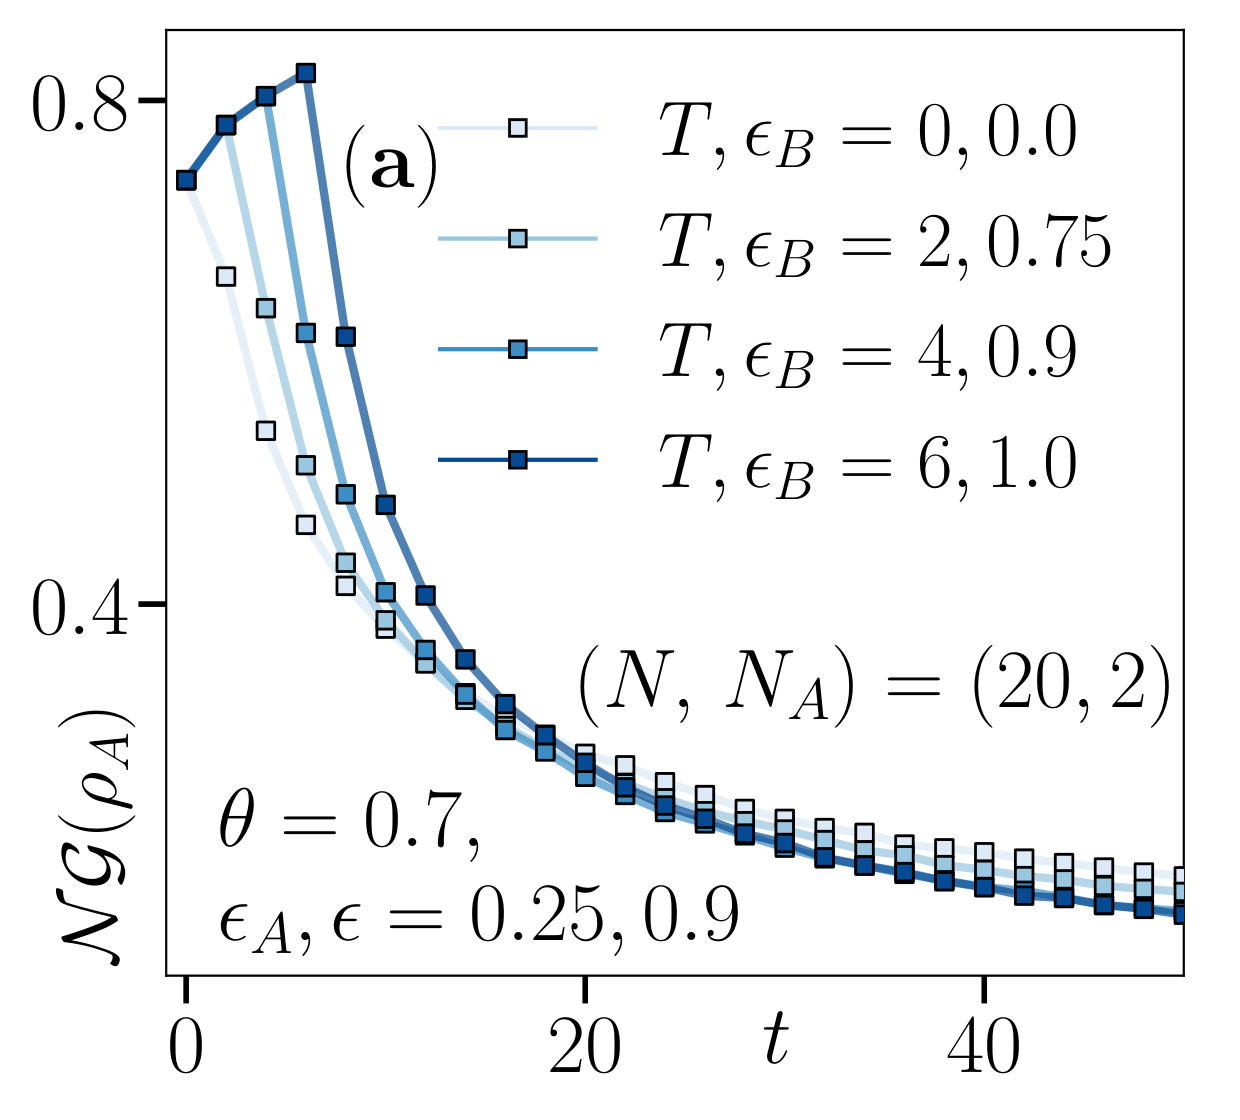 0.8
0.4
𝒩𝒢(ρ_A)
(a)
T, ϵ_B = 0, 0.0
T, ϵ_B = 2, 0.75
T, ϵ_B = 4, 0.9
T, ϵ_B = 6, 1.0
(N, N_A) = (20, 2)
θ = 0.7,
ϵ_A, ϵ = 0.25, 0.9
0 20 40
t